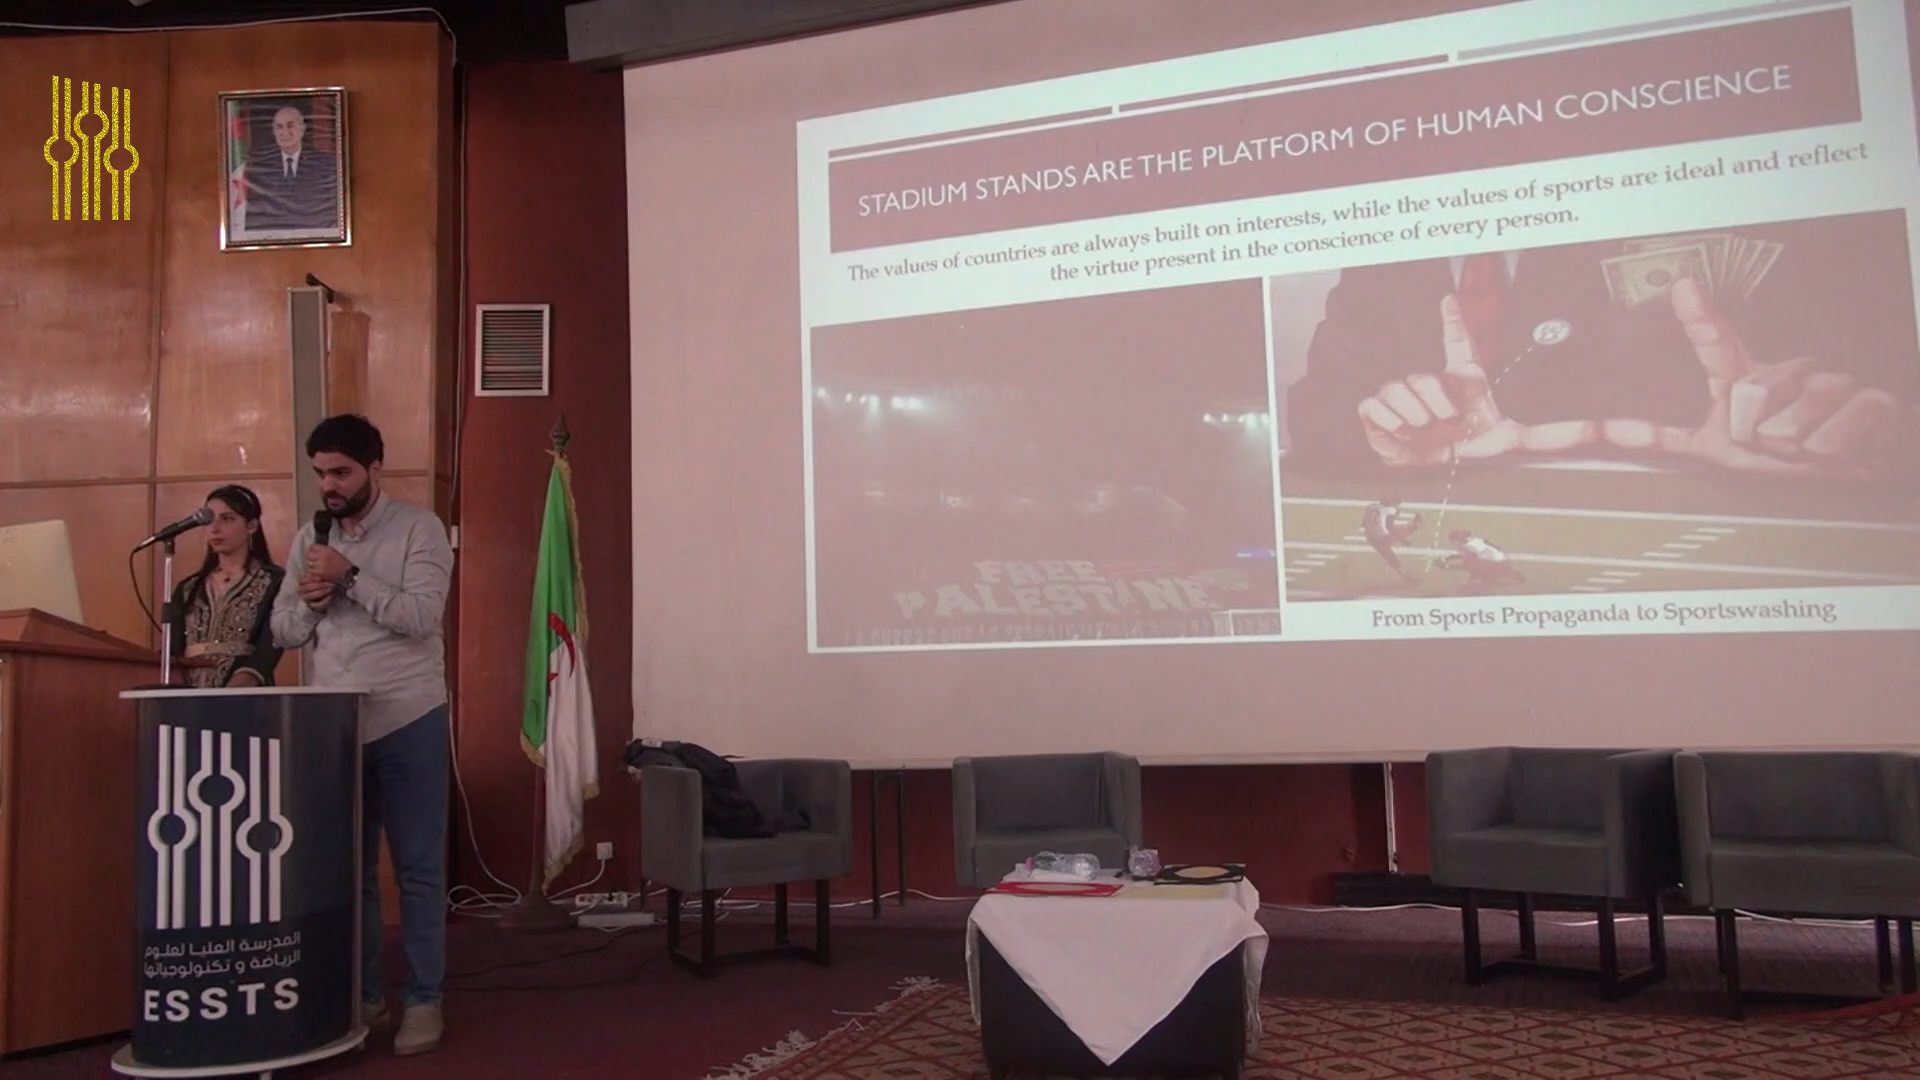 STADIUM STANDS ARE THE PLATFORM OF HUMAN CONSCIENCE
The values of countries are always built on interests, while the values of sports are ideal and reflect
the virtue present in the conscience of every person.
FREE
PALESTINE
From Sports Propaganda to Sportswashing
المدرسة العليا لعلوم
الرياضة و تكنولوجياتها
ESSTS